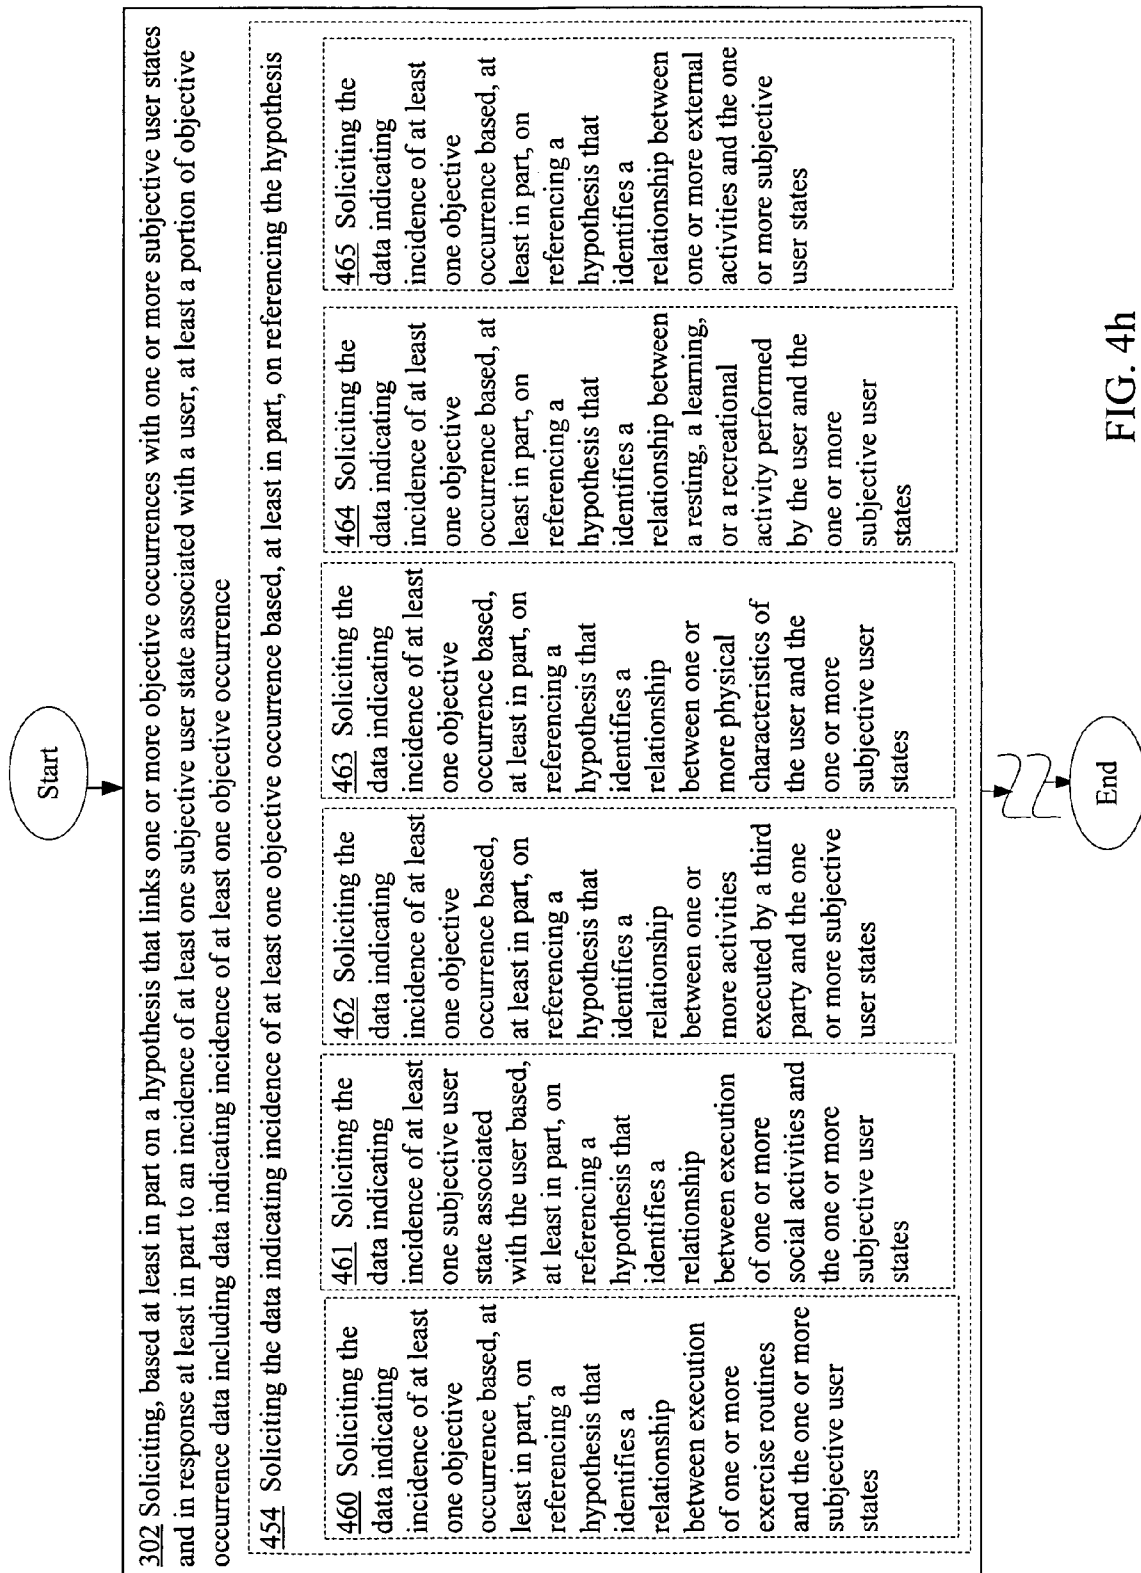 Start
302 Soliciting, based at least in part on a hypothesis that links one or more objective occurrences with one or more subjective user states
and in response at least in part to an incidence of at least one subjective user state associated with a user, at least a portion of objective
occurrence data including data indicating incidence of at least one objective occurrence
454 Soliciting the data indicating incidence of at least one objective occurrence based, at least in part, on referencing the hypothesis
460 Soliciting the
data indicating
incidence of at least
one objective
occurrence based, at
least in part, on
referencing a
hypothesis that
identifies a
relationship
between execution
of one or more
exercise routines
and the one or more
subjective user
states
461 Soliciting the
data indicating
incidence of at least
one subjective user
state associated
with the user based,
at least in part, on
referencing a
hypothesis that
identifies a
relationship
between execution
of one or more
social activities and
the one or more
subjective user
states
462 Soliciting the
data indicating
incidence of at least
one objective
occurrence based,
at least in part, on
referencing a
hypothesis that
identifies a
relationship
between one or
more activities
executed by a third
party and the one
or more subjective
user states
463 Soliciting the
data indicating
incidence of at least
one objective
occurrence based,
at least in part, on
referencing a
hypothesis that
identifies a
relationship
between one or
more physical
characteristics of
the user and the
one or more
subjective user
states
464 Soliciting the
data indicating
incidence of at least
one objective
occurrence based, at
least in part, on
referencing a
hypothesis that
identifies a
relationship between
a resting, a learning,
or a recreational
activity performed
by the user and the
one or more
subjective user
states
465 Soliciting the
data indicating
incidence of at least
one objective
occurrence based, at
least in part, on
referencing a
hypothesis that
identifies a
relationship between
one or more external
activities and the one
or more subjective
user states
End
FIG. 4h